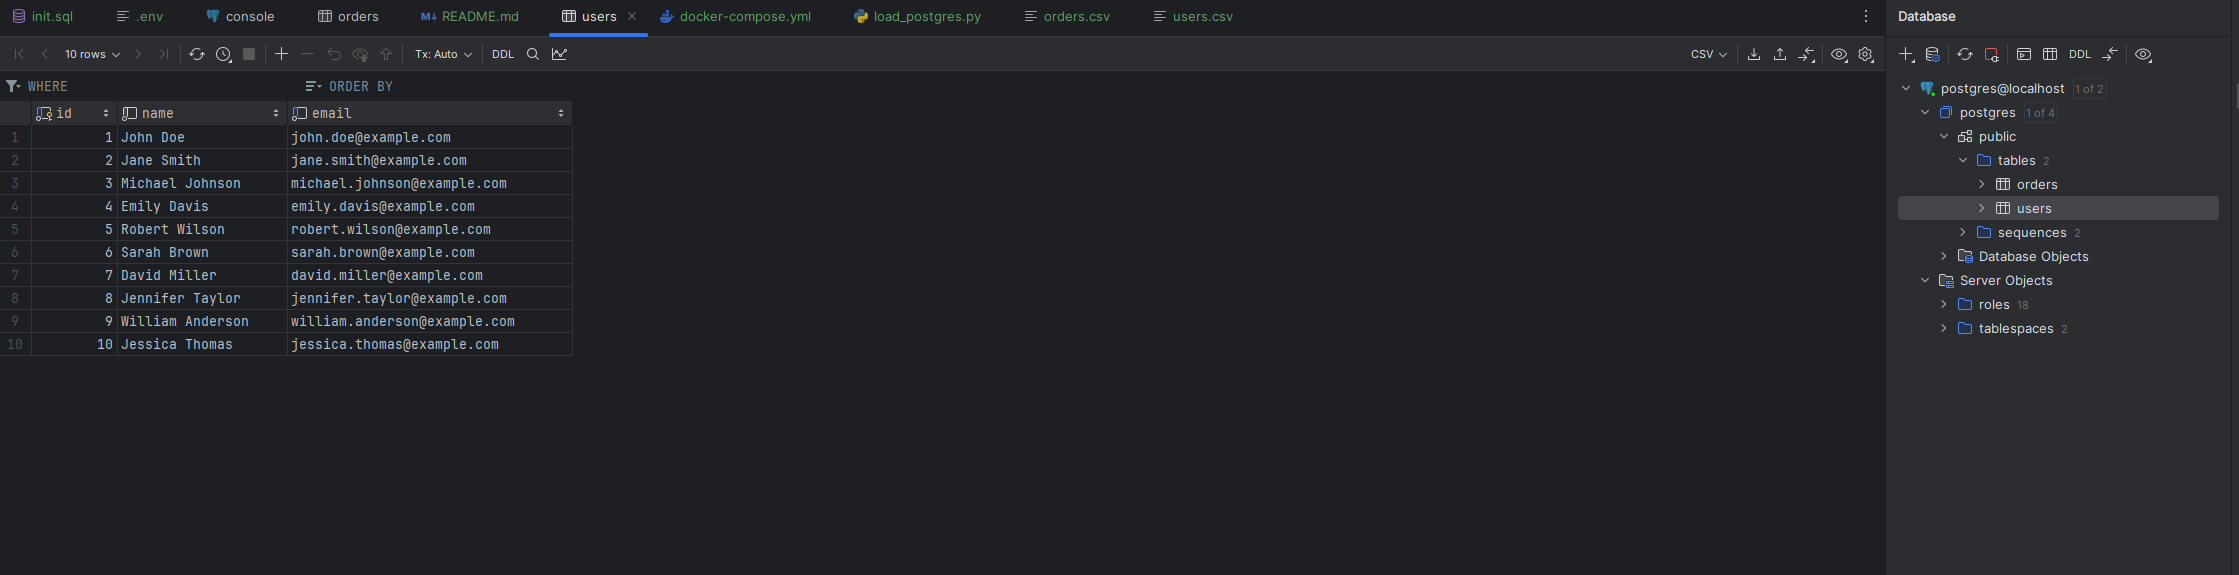 init.sql .env console orders README.md users docker-compose.yml load_postgres.py orders.csv users.csv
Database
10 rows Tx: Auto DDL CSV
DDL
WHERE ORDER BY
id name email
1 1 John Doe john.doe@example.com
2 2 Jane Smith jane.smith@example.com
3 3 Michael Johnson michael.johnson@example.com
4 4 Emily Davis emily.davis@example.com
5 5 Robert Wilson robert.wilson@example.com
6 6 Sarah Brown sarah.brown@example.com
7 7 David Miller david.miller@example.com
8 8 Jennifer Taylor jennifer.taylor@example.com
9 9 William Anderson william.anderson@example.com
10 10 Jessica Thomas jessica.thomas@example.com
postgres@localhost 1 of 2
postgres 1 of 4
public
tables 2
orders
users
sequences 2
Database Objects
Server Objects
roles 18
tablespaces 2